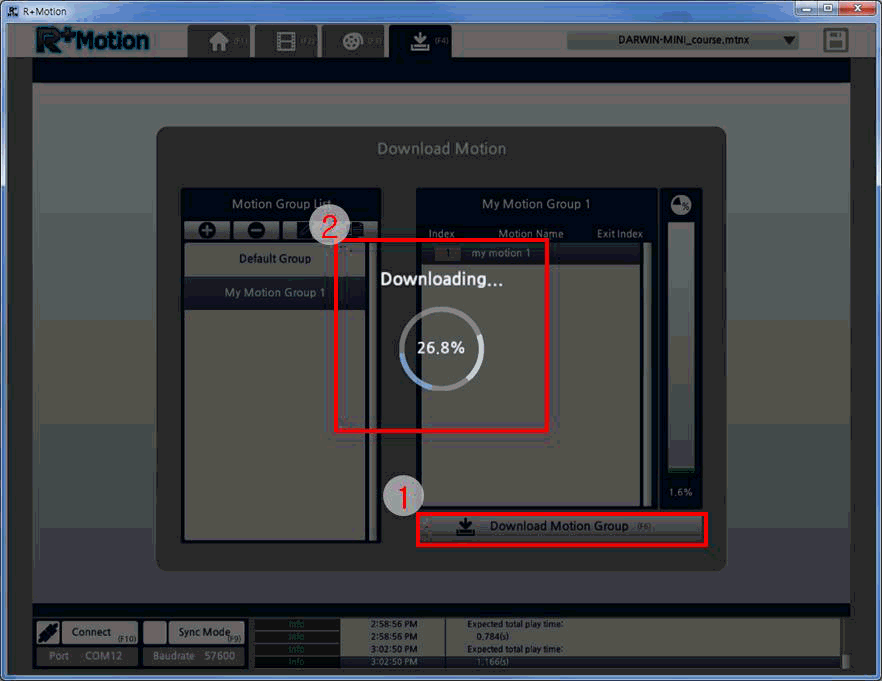 R+Motion
R+Motion
(F1)
(F2)
(F3)
(F4)
DARWIN-MINI_course.mtnx
Download Motion
Motion Group List
My Motion Group 1
%
2
Index Motion Name Exit Index
1 my motion 1
Default Group
My Motion Group 1
Downloading...
26.8%
1
1.6%
Download Motion Group (F6)
Connect (F10)
Sync Mode (F9)
Port COM12
Baudrate 57600
Info 2:58:56 PM Expected total play time:
Info 2:58:56 PM 0.784(s)
Info 3:02:50 PM Expected total play time:
Info 3:02:50 PM 1.166(s)